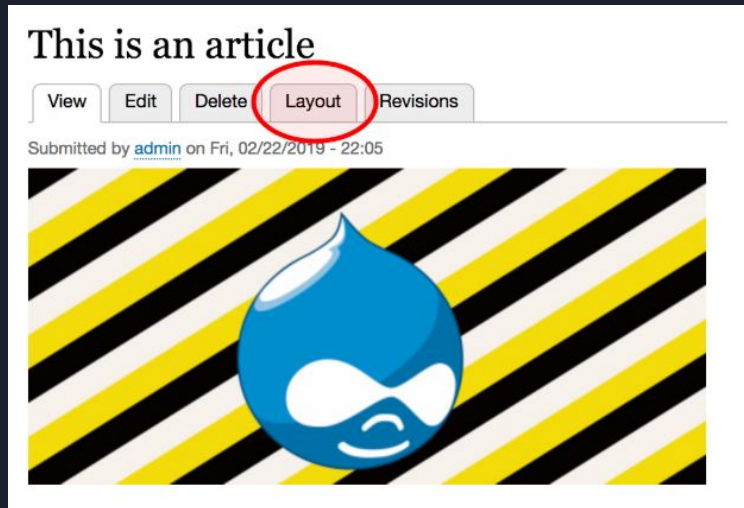 This is an article
View Edit Delete Layout Revisions
Submitted by admin on Fri, 02/22/2019 - 22:05